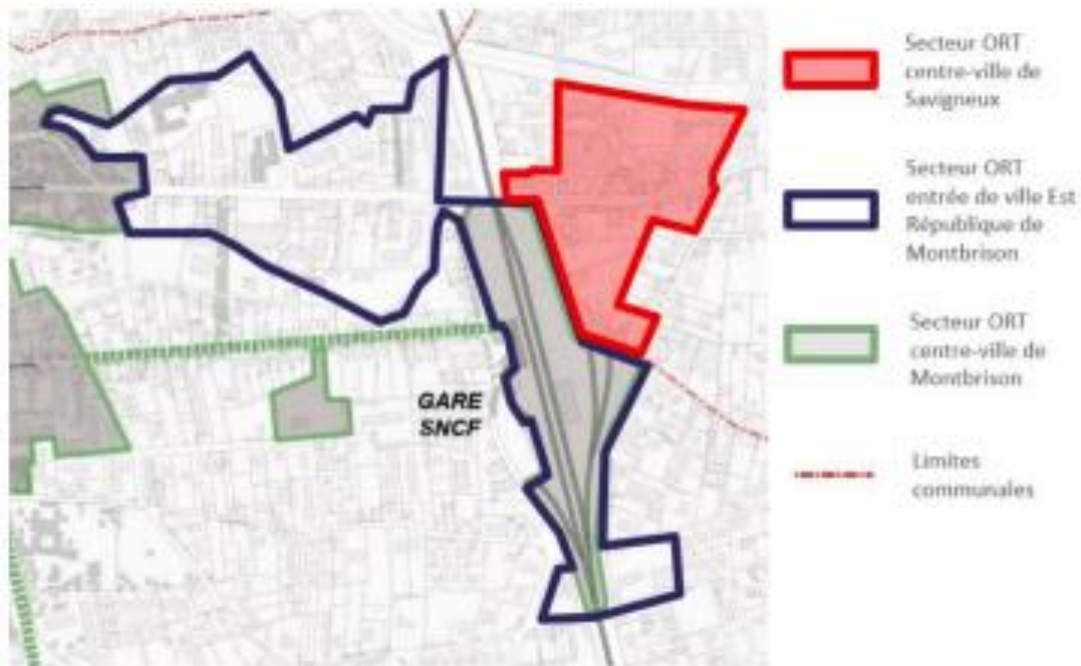 Secteur ORT
centre-ville de
Savigneux
Secteur ORT
entrée de ville Est
République de
Montbrison
Secteur ORT
centre-ville de
Montbrison
GARE
SNCF
Limites
communales